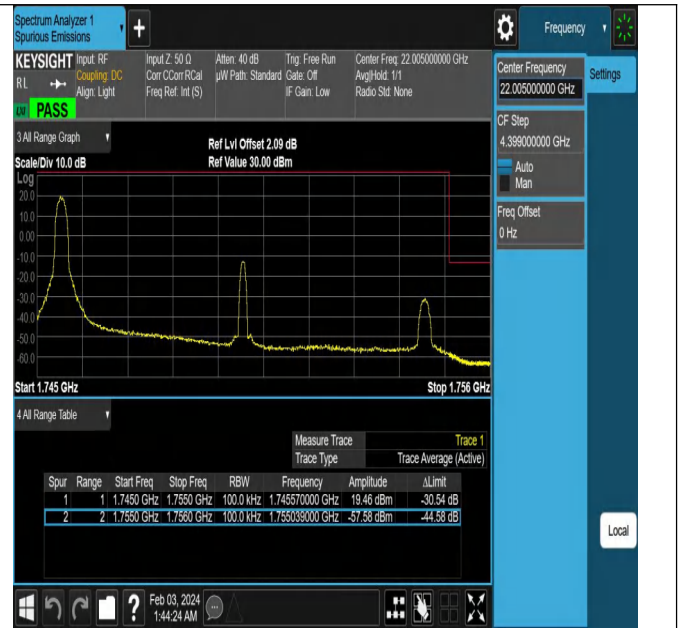 Spectrum Analyzer 1
Spurious Emissions
Frequency
KEYSIGHT
RL
PASS
Input: RF
Coupling: DC
Align: Light
Input Z: 50 Ω
Corr CCorr RCal
Freq Ref: Int (S)
Atten: 40 dB
µW Path: Standard
Trig: Free Run
Gate: Off
IF Gain: Low
Center Freq: 22.005000000 GHz
Avg|Hold: 1/1
Radio Std: None
Center Frequency
22.005000000 GHz
Settings
CF Step
4.399000000 GHz
Auto
Man
Freq Offset
0 Hz
3 All Range Graph
Scale/Div 10.0 dB
Ref Lvl Offset 2.09 dB
Ref Value 30.00 dBm
Log
20.0
10.0
0.00
-10.0
-20.0
-30.0
-40.0
-50.0
-60.0
Start 1.745 GHz
Stop 1.756 GHz
4 All Range Table
Measure Trace Trace 1
Trace Type Trace Average (Active)
Spur Range Start Freq Stop Freq RBW Frequency Amplitude ΔLimit
1 1 1.7450 GHz 1.7550 GHz 100.0 kHz 1.745570000 GHz 19.46 dBm -30.54 dB
2 2 1.7550 GHz 1.7560 GHz 100.0 kHz 1.755039000 GHz -57.58 dBm -44.58 dB
Local
Feb 03, 2024
1:44:24 AM